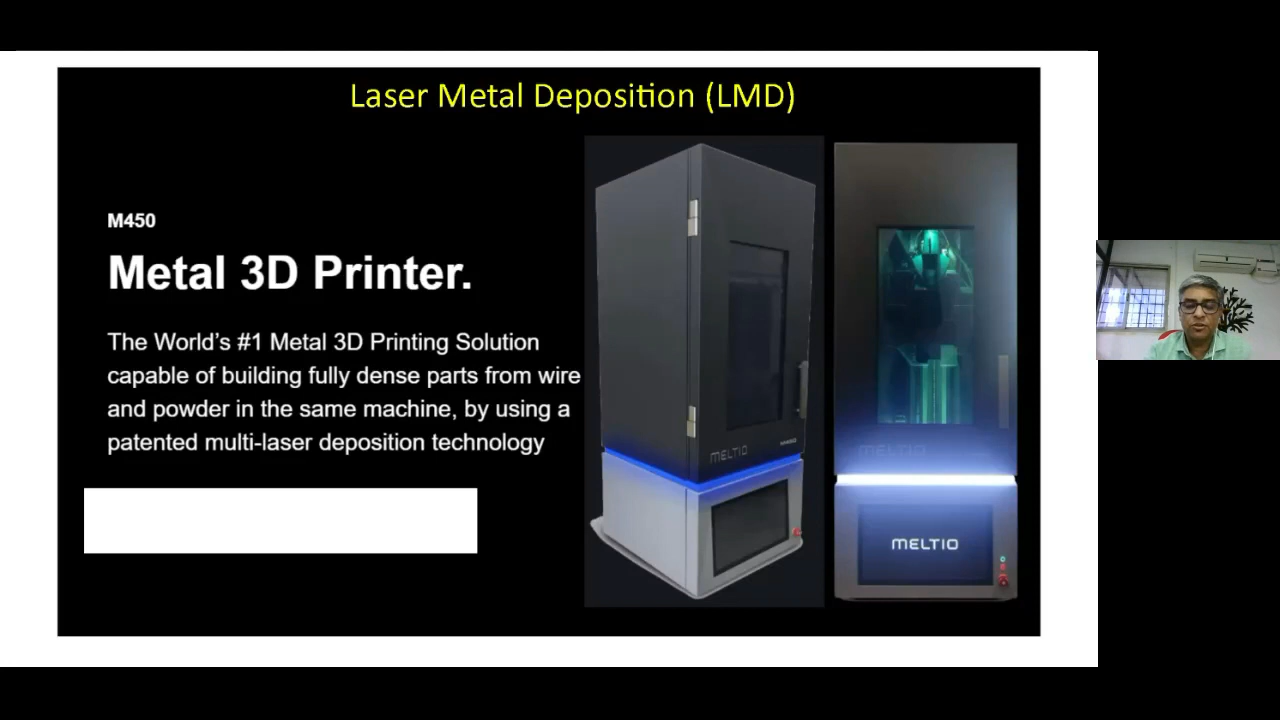 Laser Metal Deposition (LMD)
M450
Metal 3D Printer.
The World's #1 Metal 3D Printing Solution
capable of building fully dense parts from wire
and powder in the same machine, by using a
patented multi-laser deposition technology
MELTIO
MELTIO
MELTIO